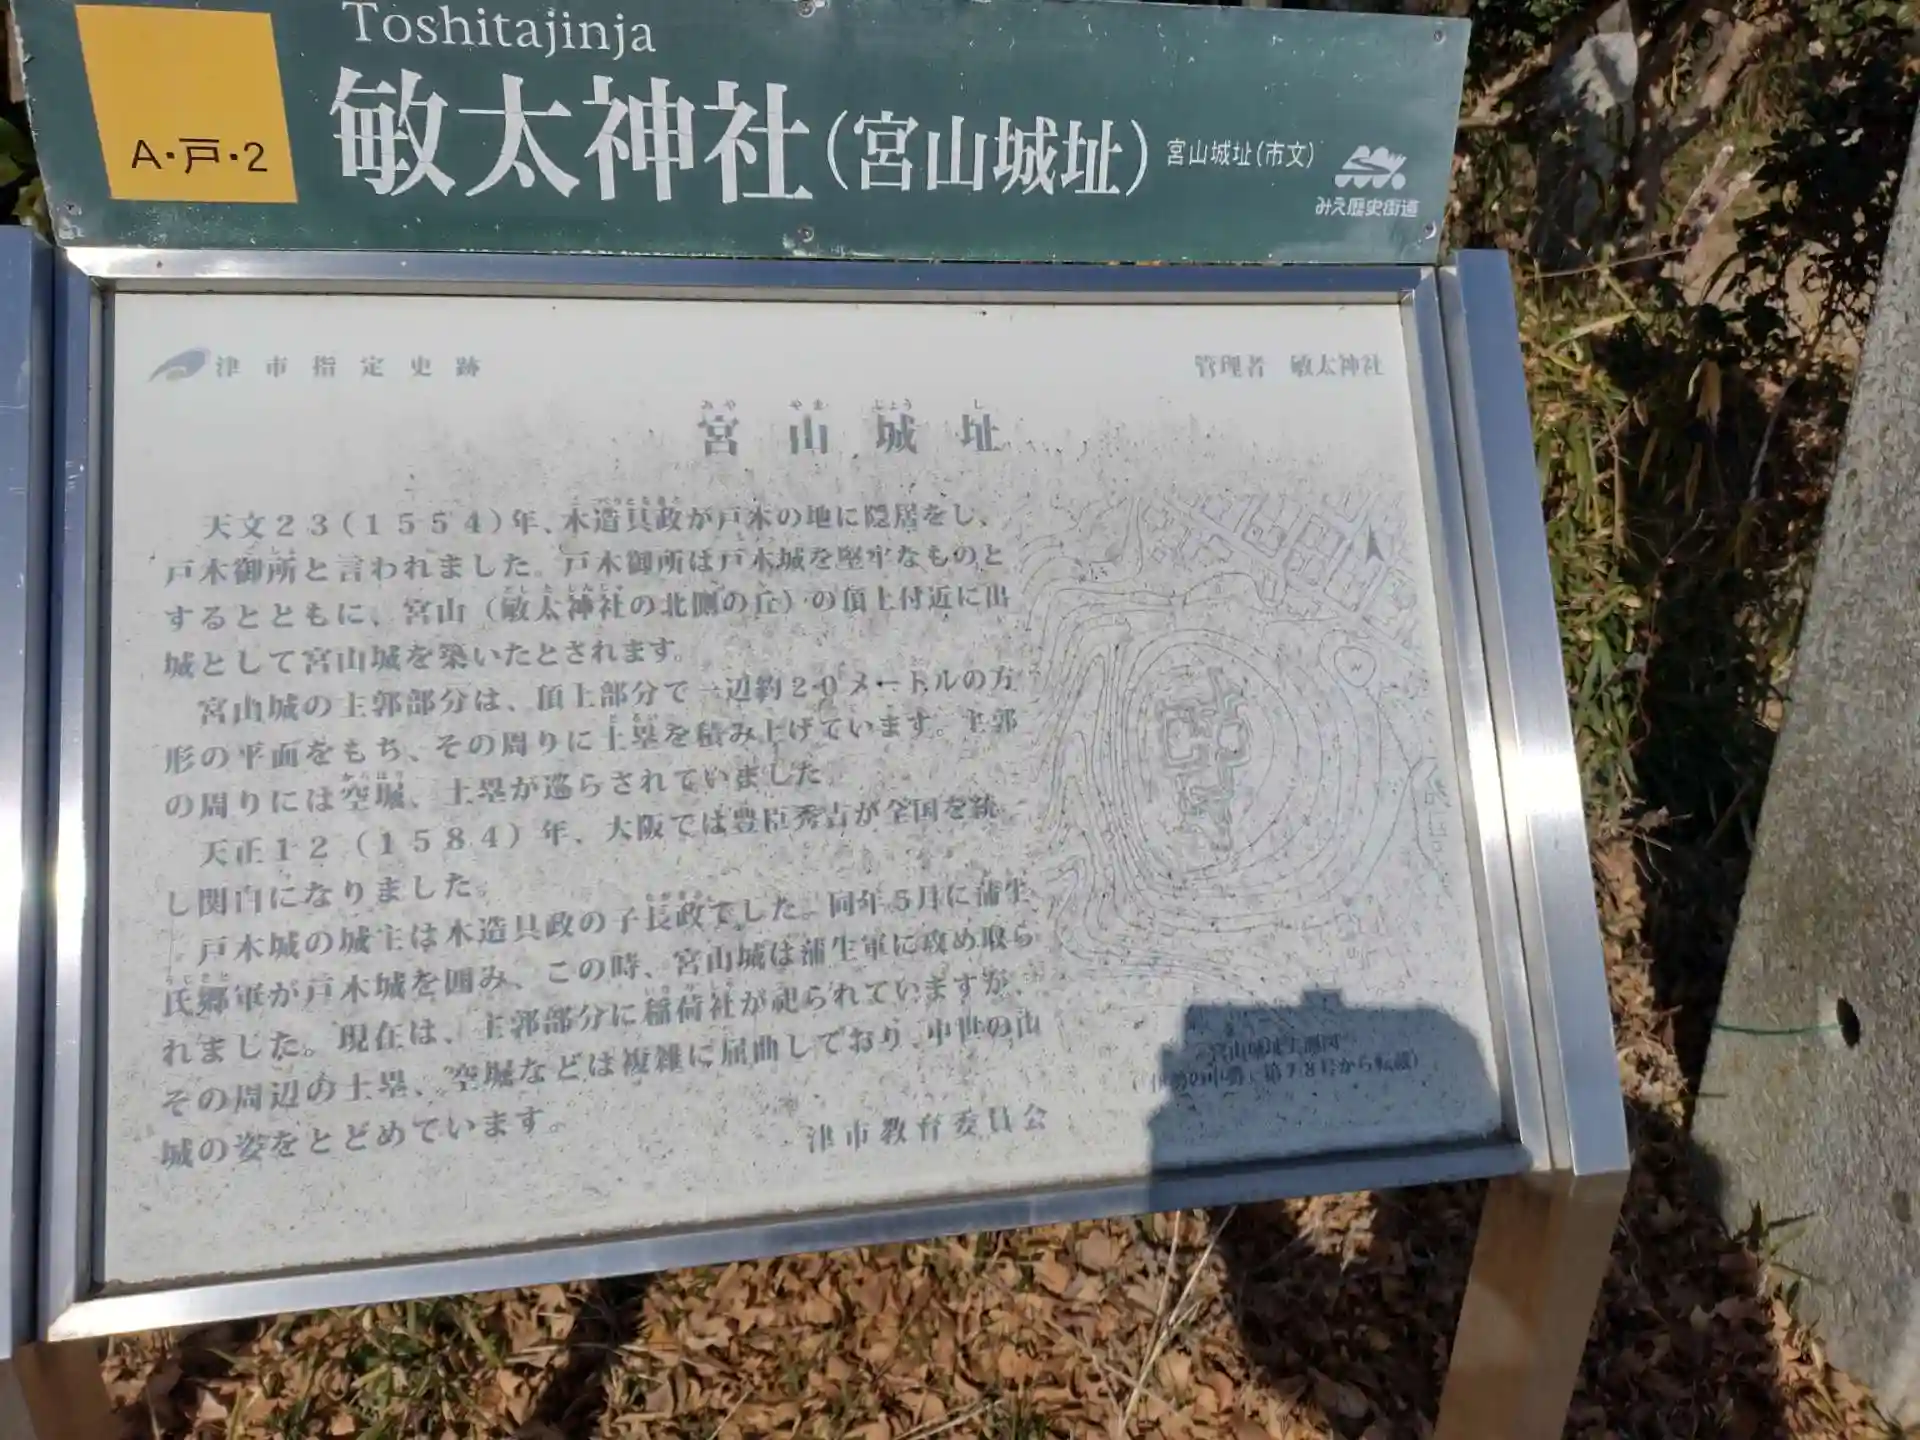 Toshitajinja
A・戸・2
敏太神社(宮山城址) 宮山城址(市文)
みえ歴史街道
津市指定史跡
管理者 敏太神社
みや やま じょう し
宮山城址
天文23(1554)年、木造具政が戸木の地に隠居をし、
戸木御所と言われました。戸木御所は戸木城を堅牢なものと
するとともに、宮山(敏太神社の北側の丘)の頂上付近に出
城として宮山城を築いたとされます。
宮山城の主郭部分は、頂上部分で一辺約20メートルの方
形の平面をもち、その周りに土塁を積み上げています。主郭
の周りには空堀、土塁が巡らされていました。
天正12(1584)年、大阪では豊臣秀吉が全国を統一
し関白になりました。
戸木城の城主は木造具政の子長政でした。同年5月に蒲生
氏郷軍が戸木城を囲み、この時、宮山城は蒲生軍に攻め取ら
れました。現在は、主郭部分に稲荷社が祀られていますが、
その周辺の土塁、空堀などは複雑に屈曲しており、中世の山
城の姿をとどめています。
津市教育委員会
第78号から転載)